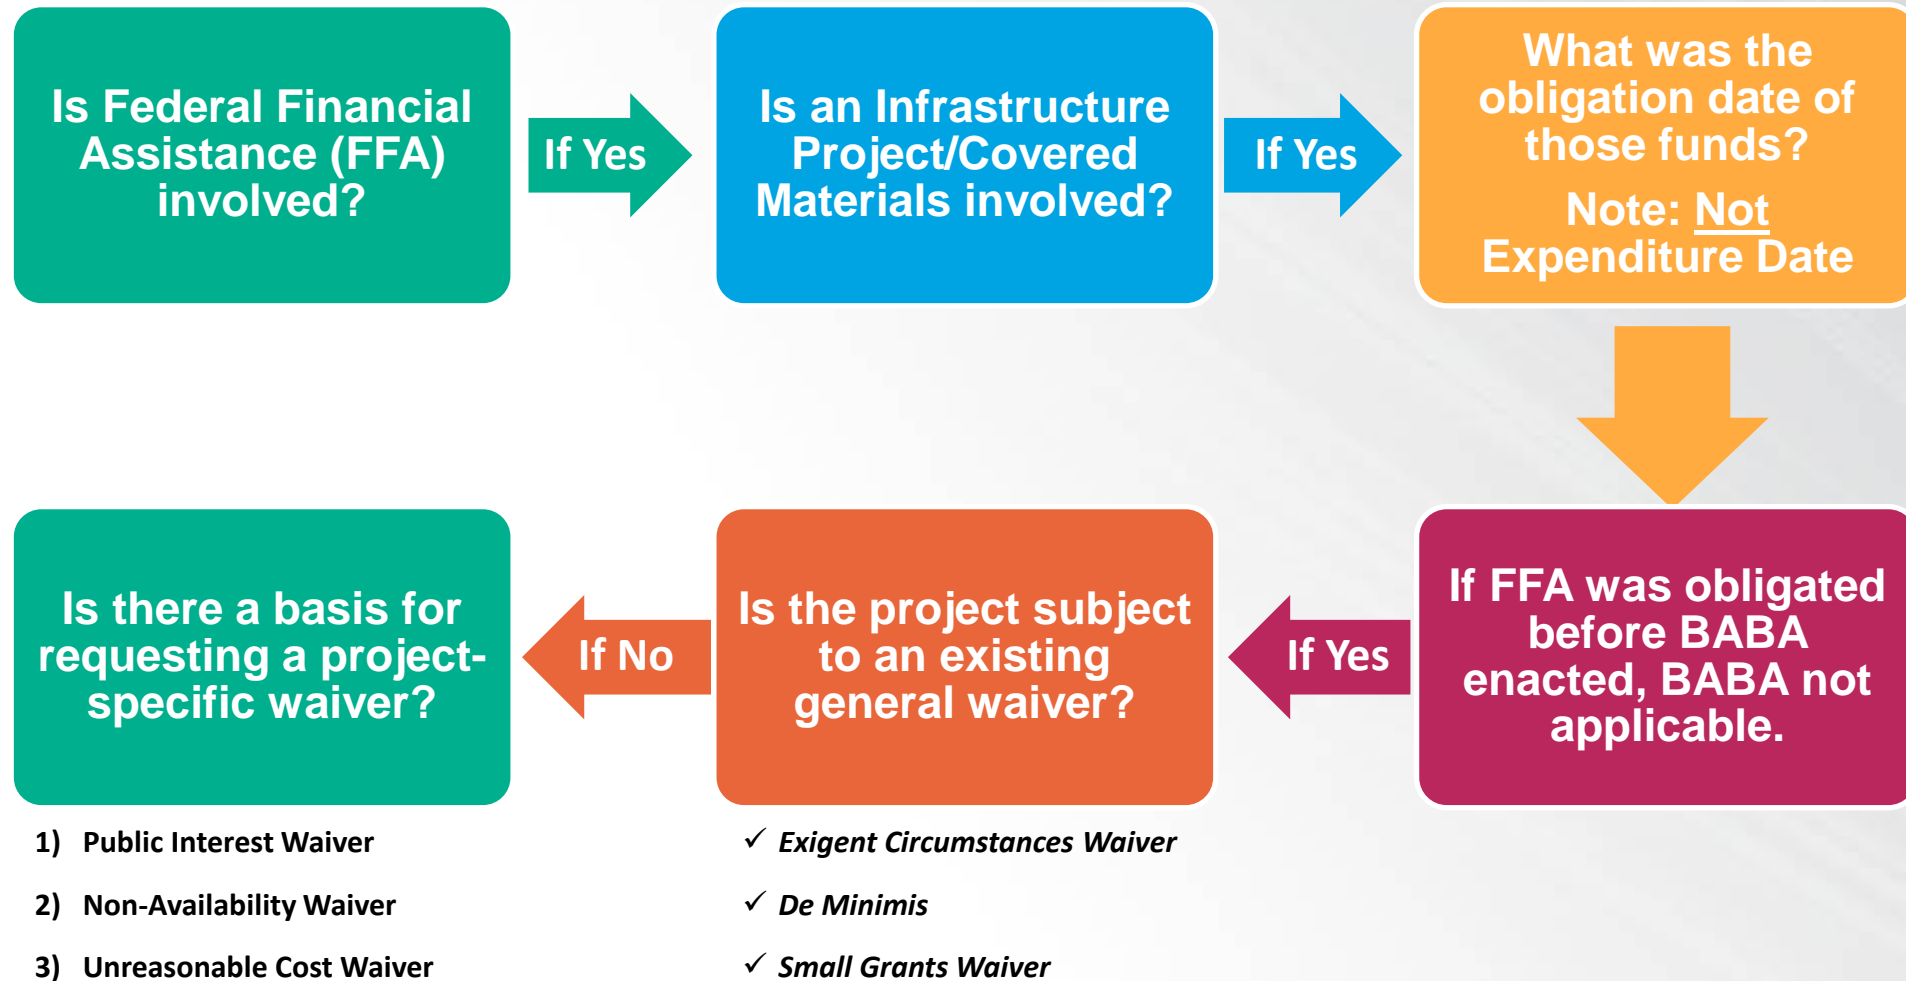 Is Federal Financial
Assistance (FFA)
involved?
If Yes
Is an Infrastructure
Project/Covered
Materials involved?
If Yes
What was the
obligation date of
those funds?
Note: Not
Expenditure Date
If FFA was obligated
before BABA
enacted, BABA not
applicable.
If Yes
Is the project subject
to an existing
general waiver?
✓ Exigent Circumstances Waiver
✓ De Minimis
✓ Small Grants Waiver
If No
Is there a basis for
requesting a project-
specific waiver?
1) Public Interest Waiver
2) Non-Availability Waiver
3) Unreasonable Cost Waiver